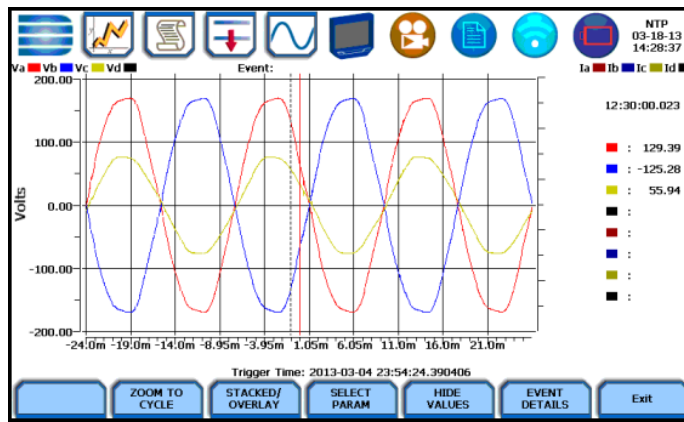 NTP
03-18-13
14:28:37
Va Vb Vc Vd
Event:
Ia Ib Ic Id
200.00
100.00
0.00
-100.00
-200.00
Volts
12:30:00.023
: 129.39
: -125.28
: 55.94
:
:
:
:
:
-24.0m -19.0m -14.0m -8.95m -3.95m 1.05m 6.05m 11.0m 16.0m 21.0m
Trigger Time: 2013-03-04 23:54:24.390406
ZOOM TO
CYCLE
STACKED/
OVERLAY
SELECT
PARAM
HIDE
VALUES
EVENT
DETAILS
Exit